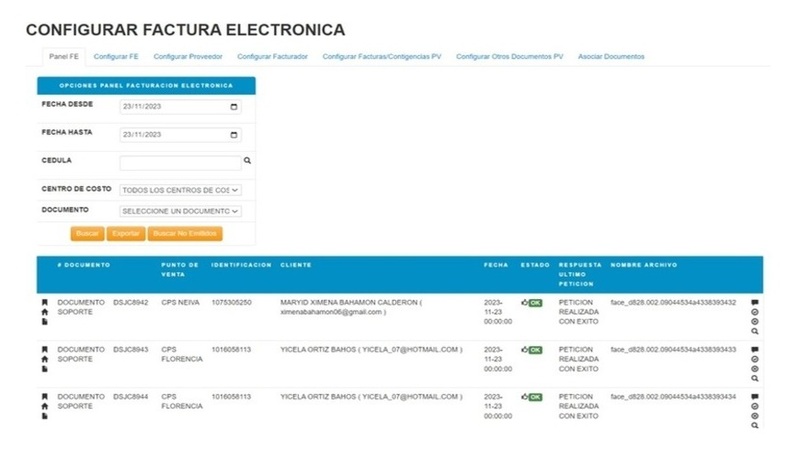 CONFIGURAR FACTURA ELECTRONICA
Panel FE Configurar FE Configurar Proveedor Configurar Facturador Configurar Facturas/Contigencias PV Configurar Otros Documentos PV Asociar Documentos
OPCIONES PANEL FACTURACION ELECTRONICA
FECHA DESDE 23/11/2023
FECHA HASTA 23/11/2023
CEDULA
CENTRO DE COSTO TODOS LOS CENTROS DE COS
DOCUMENTO SELECCIONE UN DOCUMENTO
Buscar Exportar Buscar No Emitidos
# DOCUMENTO PUNTO DE IDENTIFICACION CLIENTE FECHA ESTADO RESPUESTA NOMBRE ARCHIVO
VENTA ULTIMO
PETICION
DOCUMENTO DSJC8942 CPS NEIVA 1075305250 MARYID XIMENA BAHAMON CALDERON ( 2023- OK PETICION face_d828.002.09044534a4338393432
SOPORTE ximenabahamon06@gmail.com ) 11-23 REALIZADA
00:00:00 CON EXITO
DOCUMENTO DSJC8943 CPS 1016058113 YICELA ORTIZ BAHOS ( YICELA_07@HOTMAIL.COM ) 2023- OK PETICION face_d828.002.09044534a4338393433
SOPORTE FLORENCIA 11-23 REALIZADA
00:00:00 CON EXITO
DOCUMENTO DSJC8944 CPS 1016058113 YICELA ORTIZ BAHOS ( YICELA_07@HOTMAIL.COM ) 2023- OK PETICION face_d828.002.09044534a4338393434
SOPORTE FLORENCIA 11-23 REALIZADA
00:00:00 CON EXITO